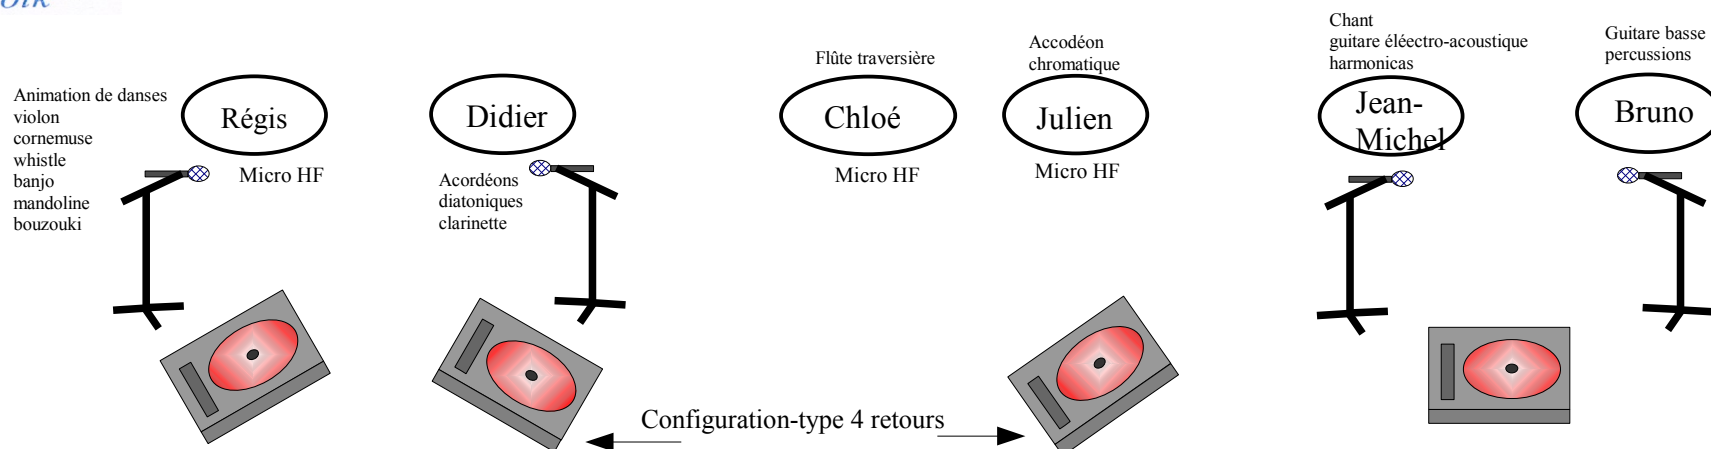 Animation de danses
violon
cornemuse
whistle
banjo
mandoline
bouzouki
Régis
Micro HF
Didier
Acordéons
diatoniques
clarinette
Flûte traversière
Chloé
Micro HF
Accodéon
chromatique
Julien
Micro HF
Chant
guitare éléectro-acoustique
harmonicas
Jean-
Michel
Guitare basse
percussions
Bruno
Configuration-type 4 retours